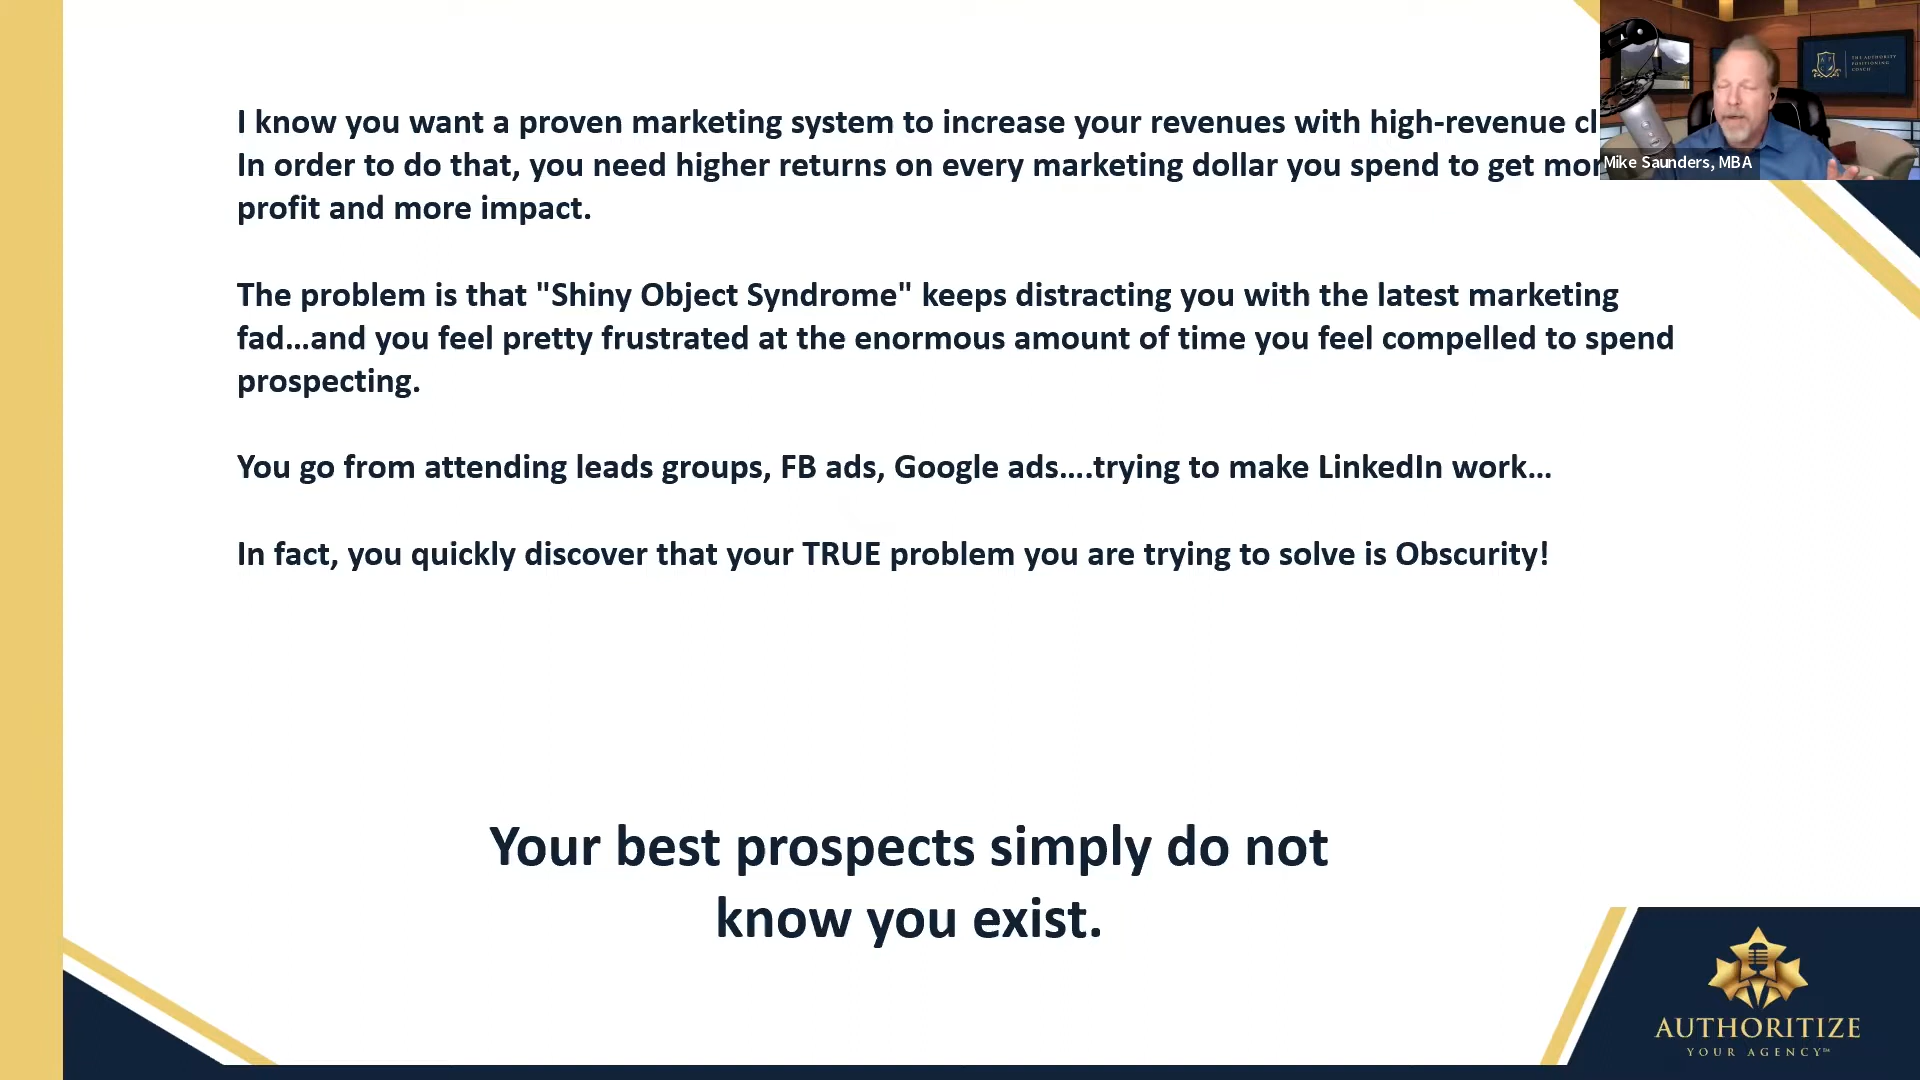 I know you want a proven marketing system to increase your revenues with high-revenue cl
In order to do that, you need higher returns on every marketing dollar you spend to get mor
profit and more impact.
The problem is that "Shiny Object Syndrome" keeps distracting you with the latest marketing
fad...and you feel pretty frustrated at the enormous amount of time you feel compelled to spend
prospecting.
You go from attending leads groups, FB ads, Google ads....trying to make LinkedIn work...
In fact, you quickly discover that your TRUE problem you are trying to solve is Obscurity!
Your best prospects simply do not
know you exist.
THE AUTHORITY
POSITIONING
COACH
Mike Saunders, MBA
AUTHORITIZE
YOUR AGENCY™